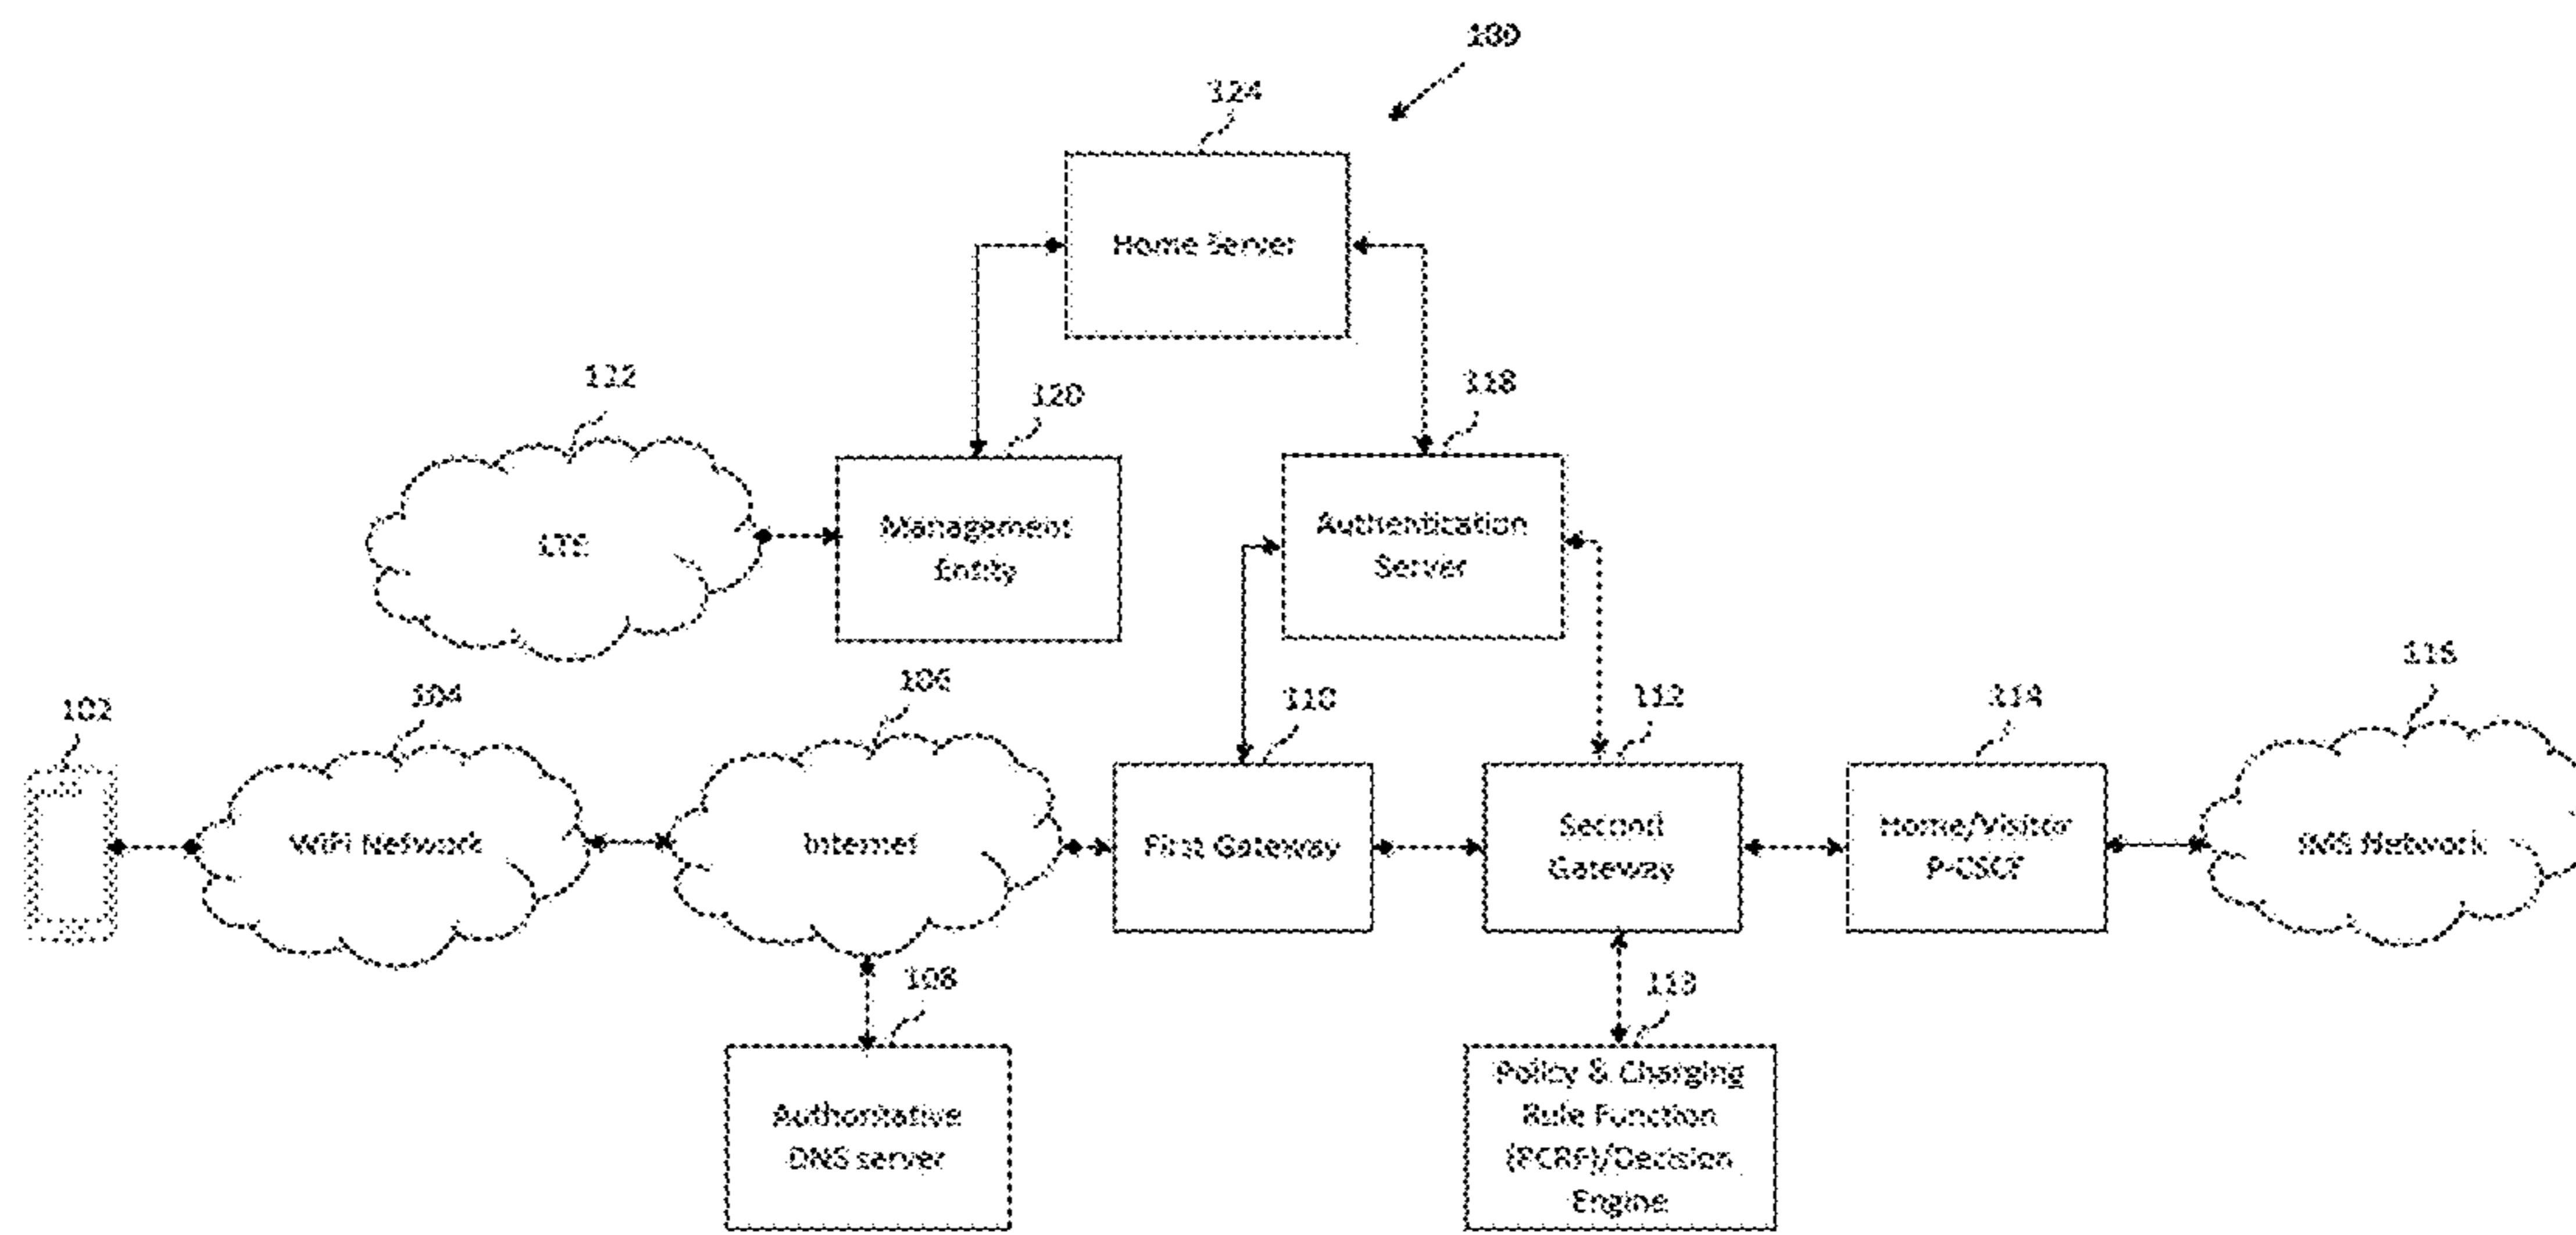 100
124
Home Server
122
120
118
LTE
Management
Entity
Authentication
Server
102
104
106
110
112
114
116
WiFi Network
Internet
First Gateway
Second
Gateway
Home/Visitor
P-CSCF
IMS Network
108
113
Authoritative
DNS server
Policy & Charging
Rule Function
(PCRF)/Decision
Engine